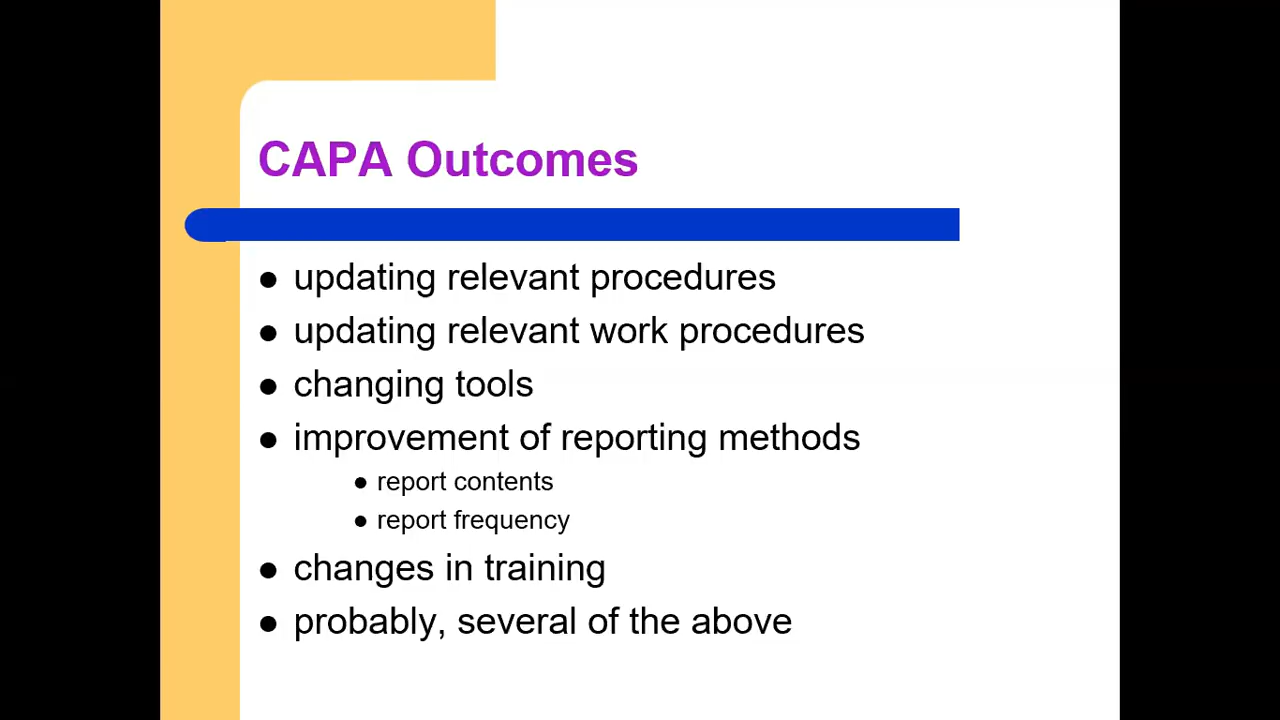 CAPA Outcomes
● updating relevant procedures
● updating relevant work procedures
● changing tools
● improvement of reporting methods
● report contents
● report frequency
● changes in training
● probably, several of the above